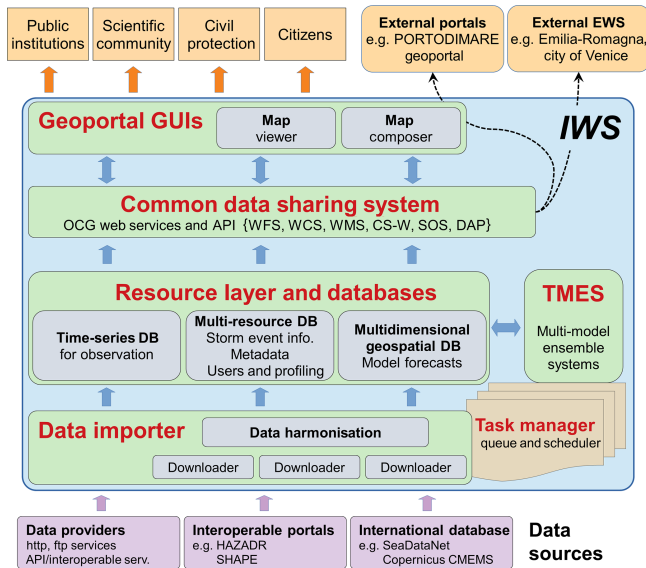 Public
institutions
Scientific
community
Civil
protection
Citizens
External portals
e.g. PORTODIMARE
geoportal
External EWS
e.g. Emilia-Romagna,
city of Venice
IWS
Geoportal GUIs
Map
viewer
Map
composer
Common data sharing system
OCG web services and API {WFS, WCS, WMS, CS-W, SOS, DAP}
Resource layer and databases
Time-series DB
for observation
Multi-resource DB
Storm event info.
Metadata
Users and profiling
Multidimensional
geospatial DB
Model forecasts
TMES
Multi-model
ensemble
systems
Data importer
Data harmonisation
Downloader
Downloader
Downloader
Task manager
queue and scheduler
Data providers
http, ftp services
API/interoperable serv.
Interoperable portals
e.g. HAZADR
SHAPE
International database
e.g. SeaDataNet
Copernicus CMEMS
Data
sources